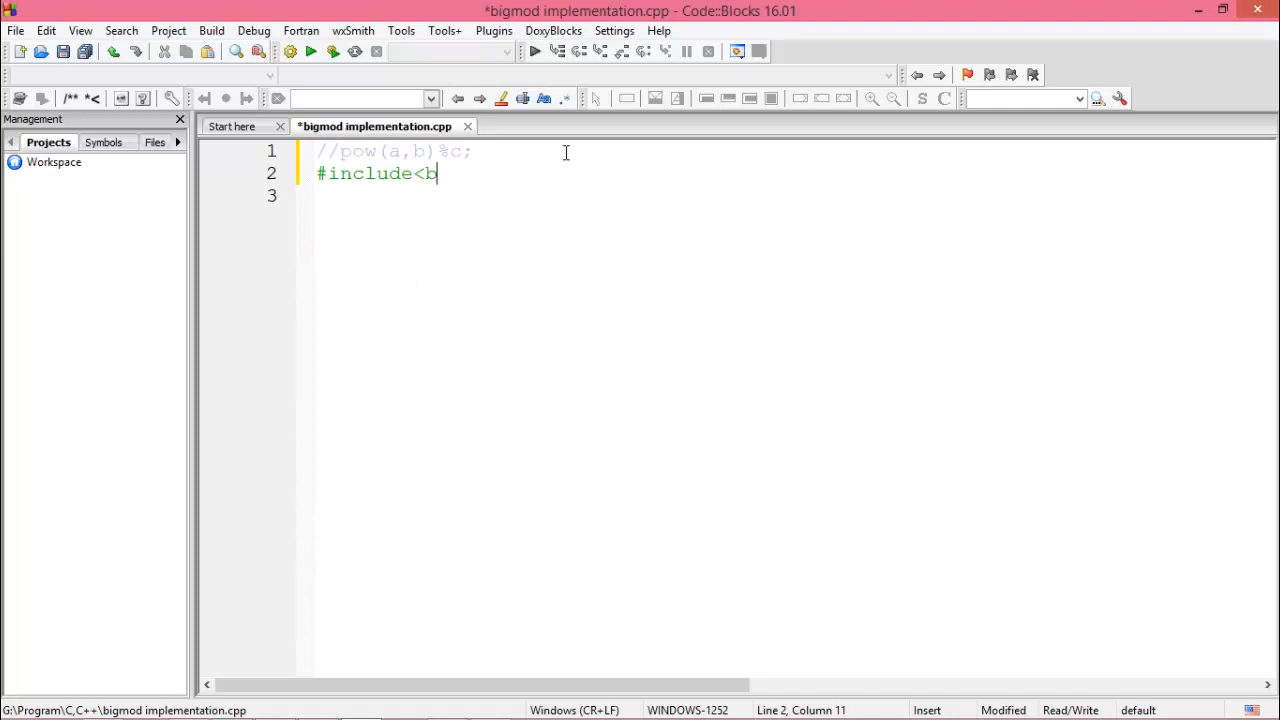 *bigmod implementation.cpp - Code::Blocks 16.01
File Edit View Search Project Build Debug Fortran wxSmith Tools Tools+ Plugins DoxyBlocks Settings Help
/** *<
Aa .*
S C
Management
Projects Symbols Files
Workspace
Start here *bigmod implementation.cpp
1 //pow(a,b)%c;
2 #include<b
3
G:\Program\C,C++\bigmod implementation.cpp Windows (CR+LF) WINDOWS-1252 Line 2, Column 11 Insert Modified Read/Write default